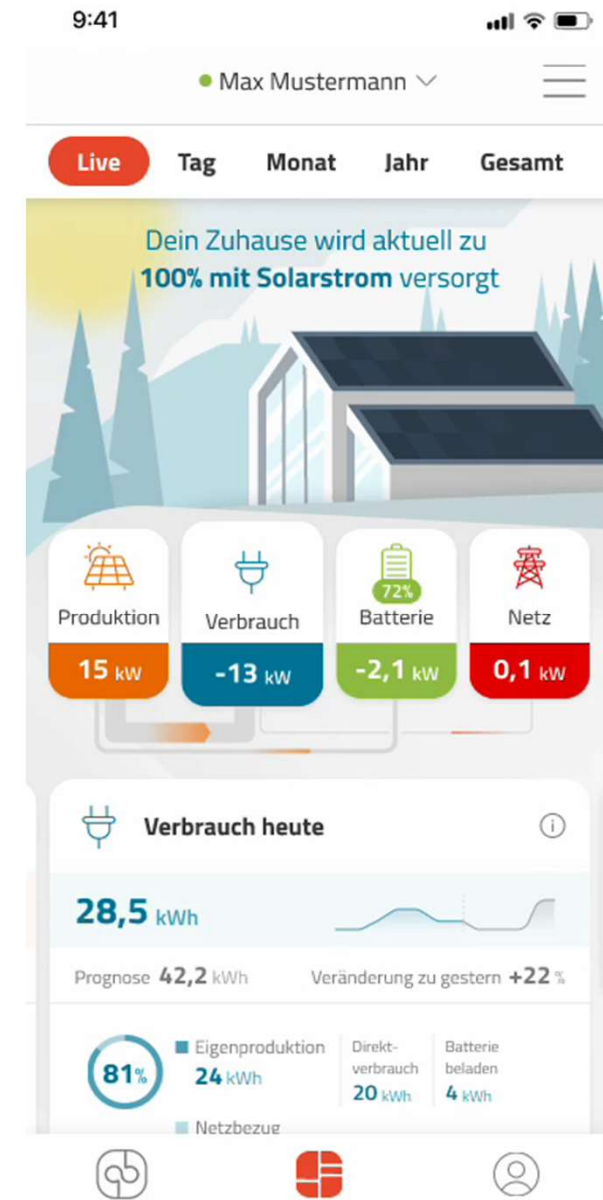 9:41
Max Mustermann
Live Tag Monat Jahr Gesamt
Dein Zuhause wird aktuell zu
100% mit Solarstrom versorgt
72%
Produktion Verbrauch Batterie Netz
15 kW -13 kW -2,1 kW 0,1 kW
Verbrauch heute
28,5 kWh
Prognose 42,2 kWh Veränderung zu gestern +22 %
81%
Eigenproduktion
24 kWh
Direkt-
verbrauch
20 kWh
Batterie
beladen
4 kWh
Netzbezug